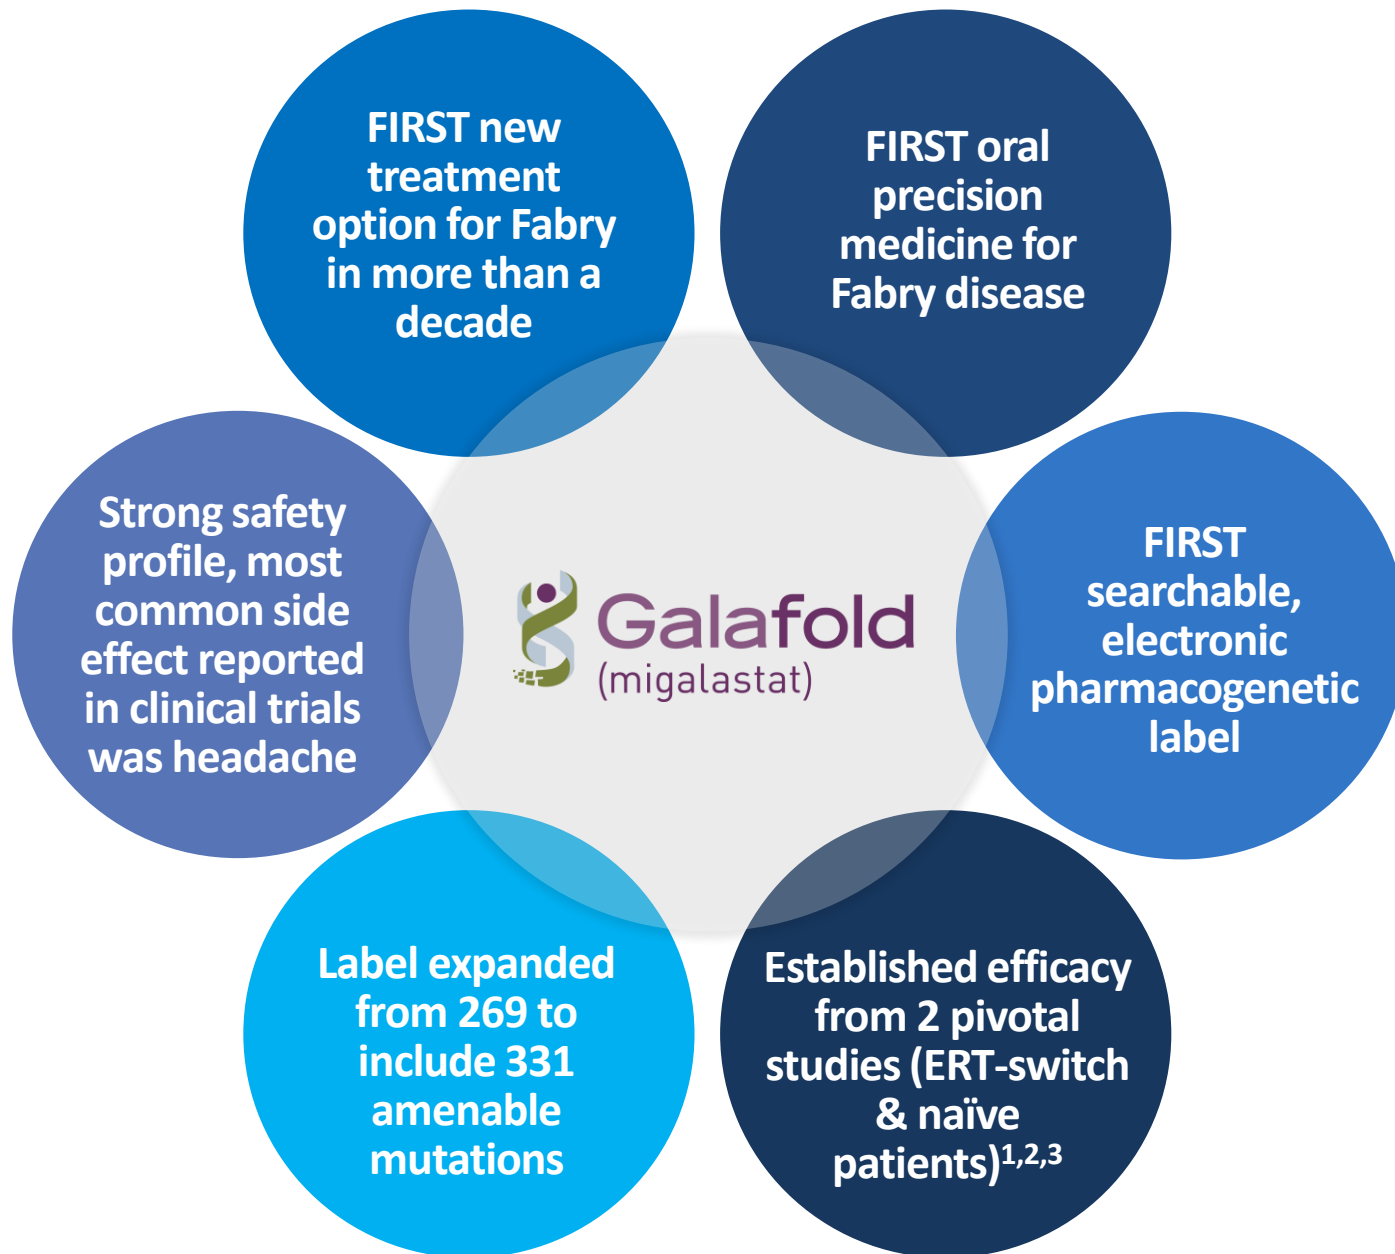 FIRST new
treatment
option for Fabry
in more than a
decade
FIRST oral
precision
medicine for
Fabry disease
Strong safety
profile, most
common side
effect reported
in clinical trials
was headache
Galafold
(migalastat)
FIRST
searchable,
electronic
pharmacogenetic
label
Label expanded
from 269 to
include 331
amenable
mutations
Established efficacy
from 2 pivotal
studies (ERT-switch
& naïve
patients)1,2,3